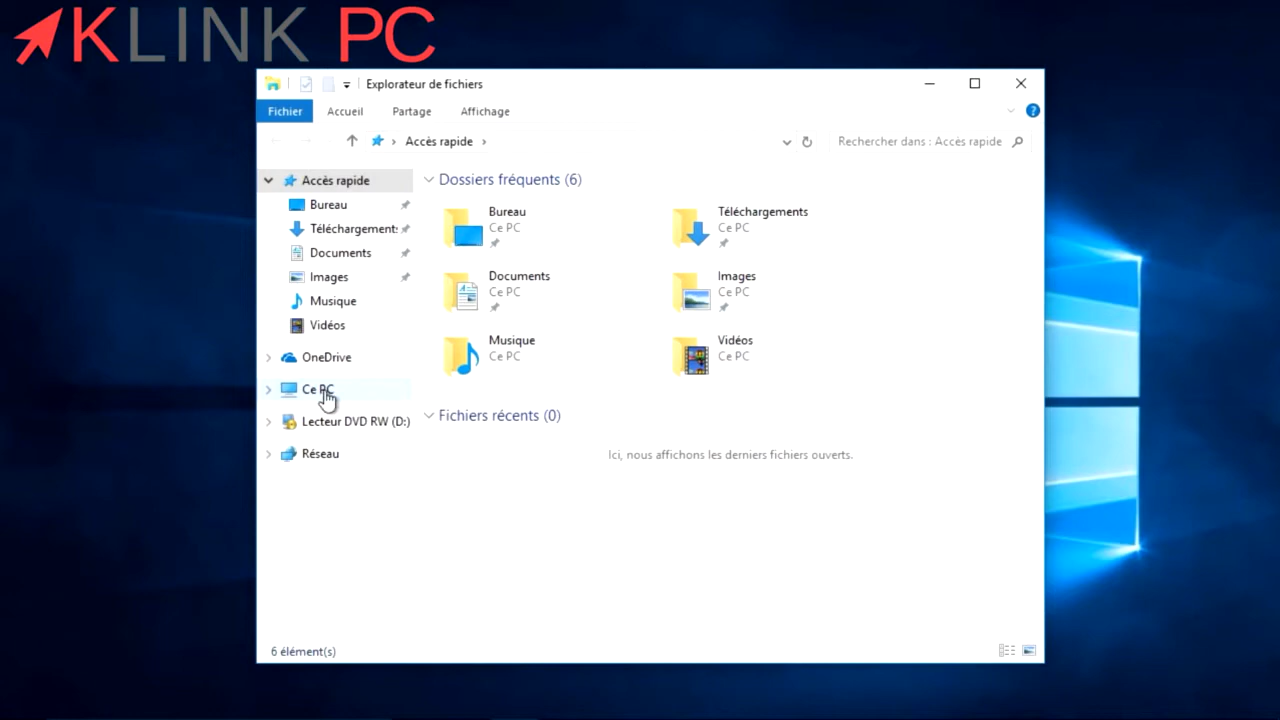 KLINK PC
Explorateur de fichiers
Fichier Accueil Partage Affichage
Accès rapide
Rechercher dans : Accès rapide
Accès rapide
Bureau
Téléchargements
Documents
Images
Musique
Vidéos
OneDrive
Ce PC
Lecteur DVD RW (D:)
Réseau
Dossiers fréquents (6)
Bureau
Ce PC
Téléchargements
Ce PC
Documents
Ce PC
Images
Ce PC
Musique
Ce PC
Vidéos
Ce PC
Fichiers récents (0)
Ici, nous affichons les derniers fichiers ouverts.
6 élément(s)